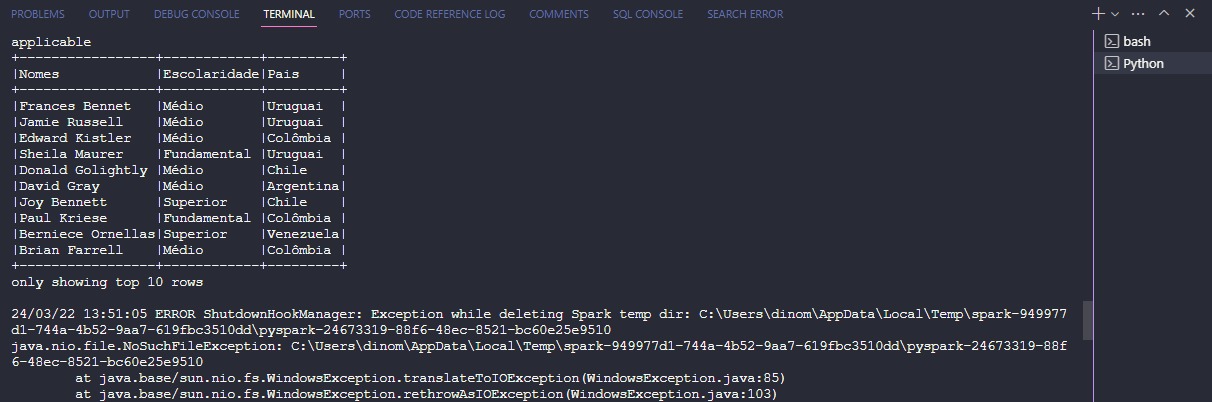 PROBLEMS OUTPUT DEBUG CONSOLE TERMINAL PORTS CODE REFERENCE LOG COMMENTS SQL CONSOLE SEARCH ERROR
bash
Python
applicable
+-----------------+------------+---------+
|Nomes            |Escolaridade|Pais     |
+-----------------+------------+---------+
|Frances Bennet   |Médio       |Uruguai  |
|Jamie Russell    |Médio       |Uruguai  |
|Edward Kistler   |Médio       |Colômbia |
|Sheila Maurer    |Fundamental |Uruguai  |
|Donald Golightly |Médio       |Chile    |
|David Gray       |Médio       |Argentina|
|Joy Bennett      |Superior    |Chile    |
|Paul Kriese      |Fundamental |Colômbia |
|Berniece Ornellas|Superior    |Venezuela|
|Brian Farrell    |Médio       |Colômbia |
+-----------------+------------+---------+
only showing top 10 rows
24/03/22 13:51:05 ERROR ShutdownHookManager: Exception while deleting Spark temp dir: C:\Users\dinom\AppData\Local\Temp\spark-949977
d1-744a-4b52-9aa7-619fbc3510dd\pyspark-24673319-88f6-48ec-8521-bc60e25e9510
java.nio.file.NoSuchFileException: C:\Users\dinom\AppData\Local\Temp\spark-949977d1-744a-4b52-9aa7-619fbc3510dd\pyspark-24673319-88f
6-48ec-8521-bc60e25e9510
        at java.base/sun.nio.fs.WindowsException.translateToIOException(WindowsException.java:85)
        at java.base/sun.nio.fs.WindowsException.rethrowAsIOException(WindowsException.java:103)